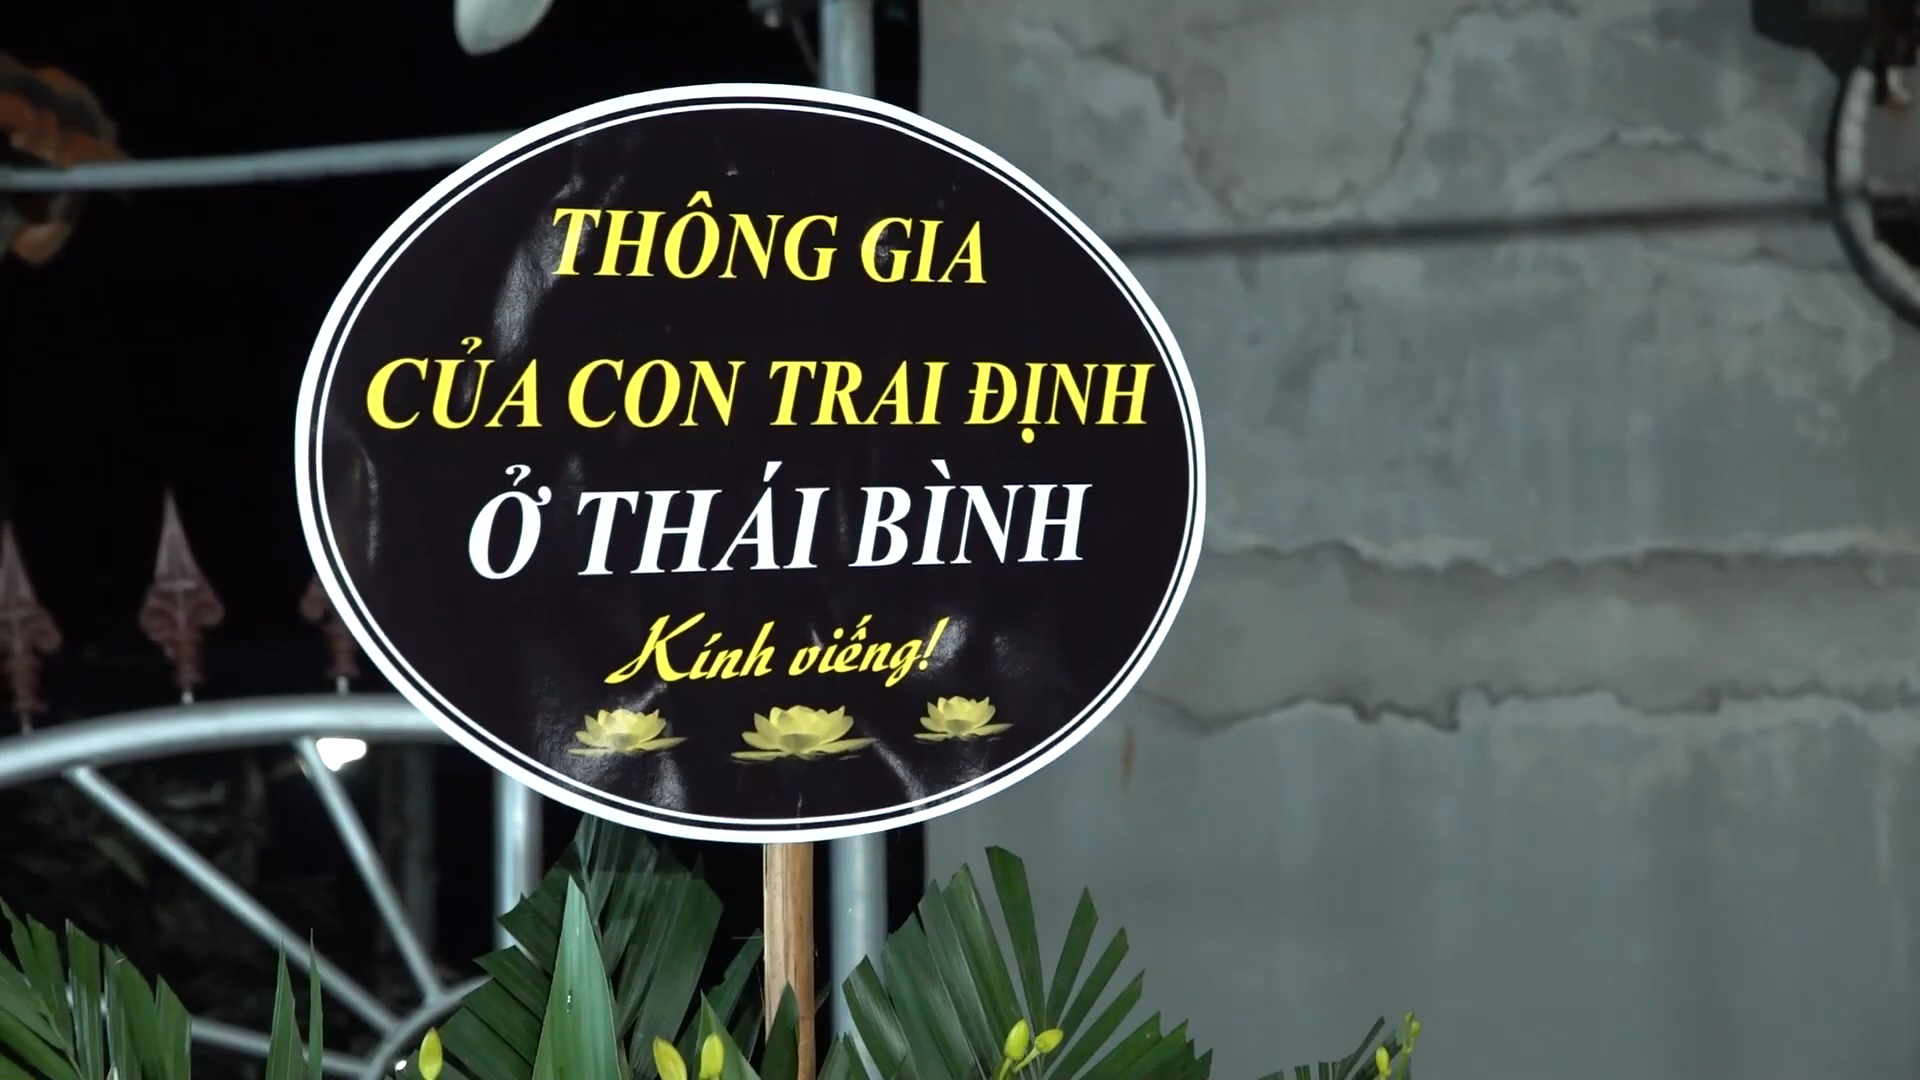 THÔNG GIA
CỦA CON TRAI ĐỊNH
Ở THÁI BÌNH
Kính viếng!